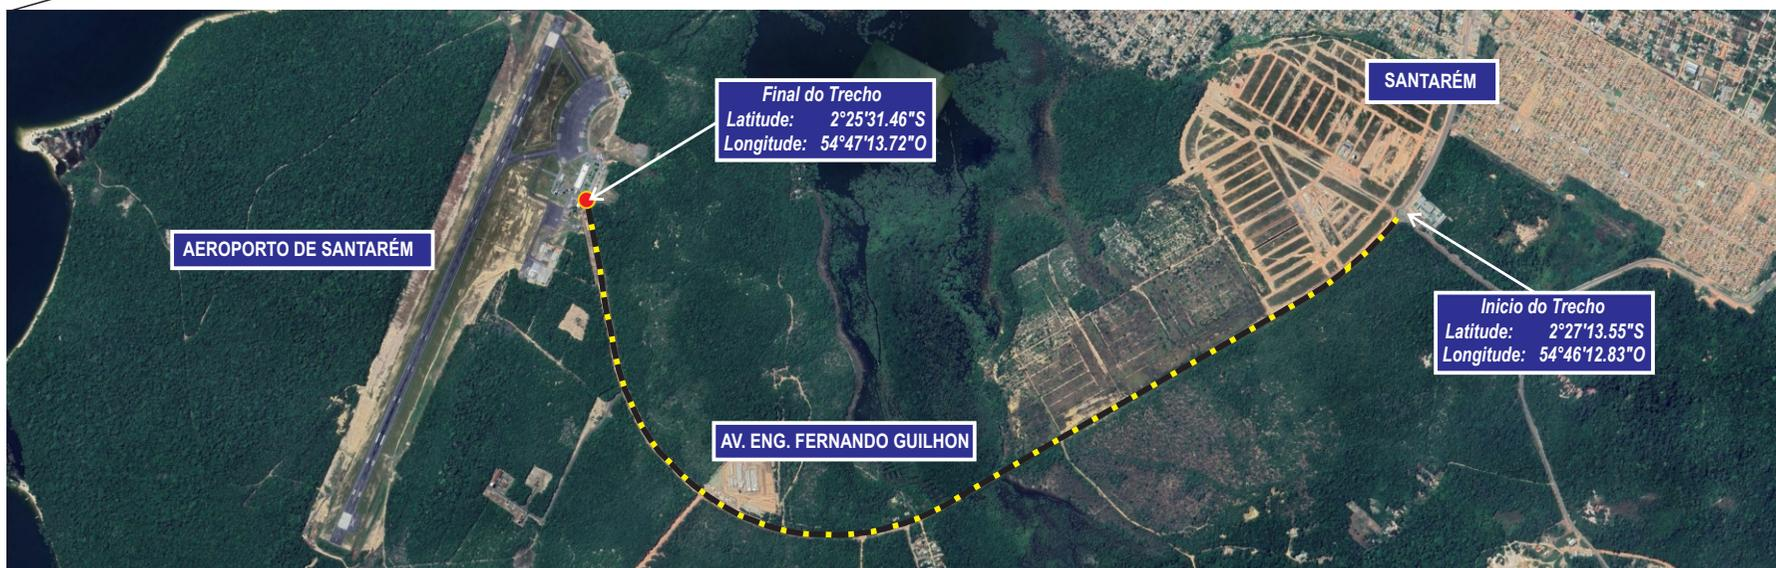 Final do Trecho
Latitude: 2°25'31.46"S
Longitude: 54°47'13.72"O
SANTARÉM
AEROPORTO DE SANTARÉM
Inicio do Trecho
Latitude: 2°27'13.55"S
Longitude: 54°46'12.83"O
AV. ENG. FERNANDO GUILHON